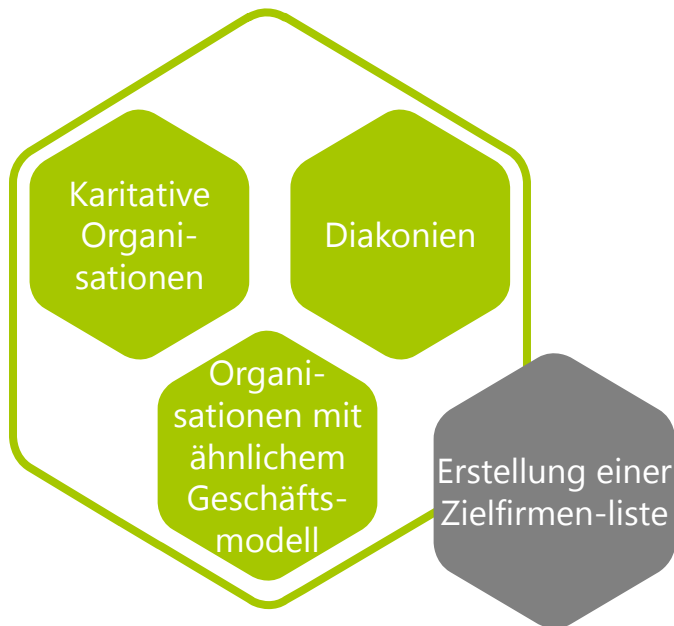 Karitative
Organi-
sationen
Diakonien
Organi-
sationen mit
ähnlichem
Geschäfts-
modell
Erstellung einer
Zielfirmen-liste